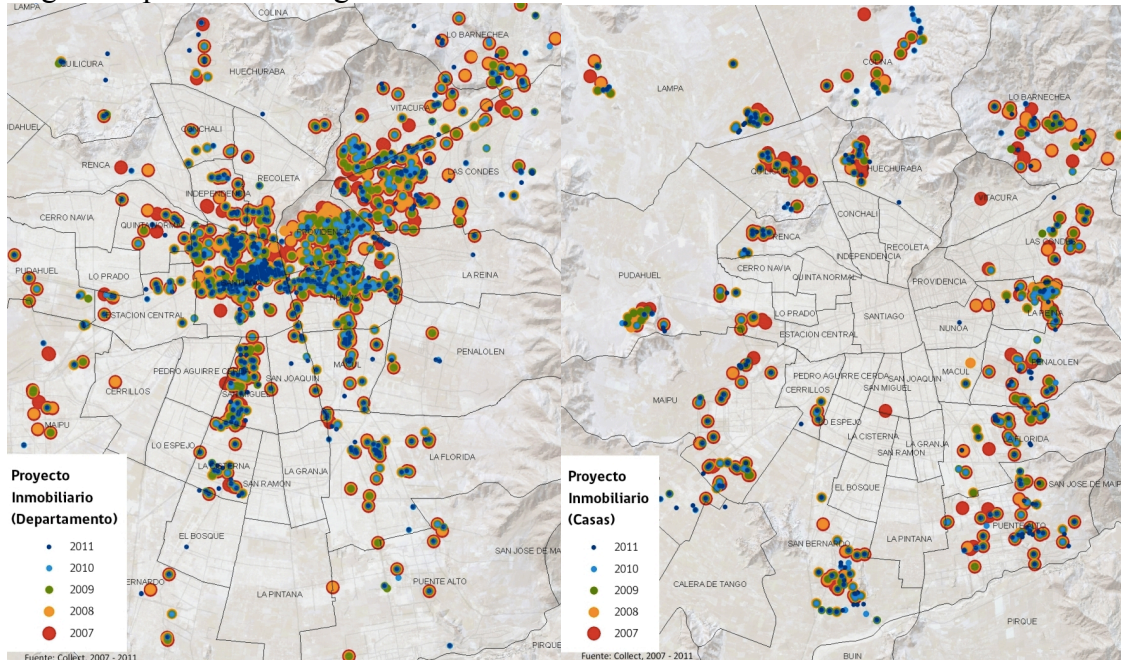 LAMPA
COLINA
LO BARNECHEA
HUECHURABA
VITACURA
CONCHALI
RENCA
RECOLETA
LAS CONDES
INDEPENDENCIA
CERRO NAVIA
QUINTA NORMAL
PROVIDENCIA
PUDAHUEL
LO PRADO
LA REINA
ESTACION CENTRAL
PEÑALOLEN
PEDRO AGUIRRE CERDA
SAN JOAQUIN
MACUL
CERRILLOS
MAIPU
LO ESPEJO
LA FLORIDA
LA CISTERNA
LA GRANJA
SAN RAMON
EL BOSQUE
SAN JOSE DE MA
ERNARDO
LA PINTANA
PUENTE ALTO
PIRQUE
Proyecto
Inmobiliario
(Departamento)
2011
2010
2009
2008
2007
Fuente: Collect, 2007 - 2011
COLINA
LAMPA
LO BARNECHEA
HUECHURABA
VITACURA
CONCHALI
LAS CONDES
RENCA
RECOLETA
INDEPENDENCIA
CERRO NAVIA
PUDAHUEL
QUINTA NORMAL
PROVIDENCIA
LO PRADO
SANTIAGO
LA REINA
ESTACION CENTRAL
NUNOA
PEÑALOLEN
PEDRO AGUIRRE CERDA
SAN JOAQUIN
MACUL
CERRILLOS
SAN MIGUEL
MAIPU
LO ESPEJO
LA CISTERNA
LA GRANJA
LA FLORIDA
SAN RAMON
EL BOSQUE
SAN JOSE DE MAIP
PUENTE ALTO
SAN BERNARDO
LA PINTANA
CALERA DE TANGO
PIRQUE
BUIN
Proyecto
Inmobiliario
(Casas)
2011
2010
2009
2008
2007
Fuente: Collect, 2007 - 2011